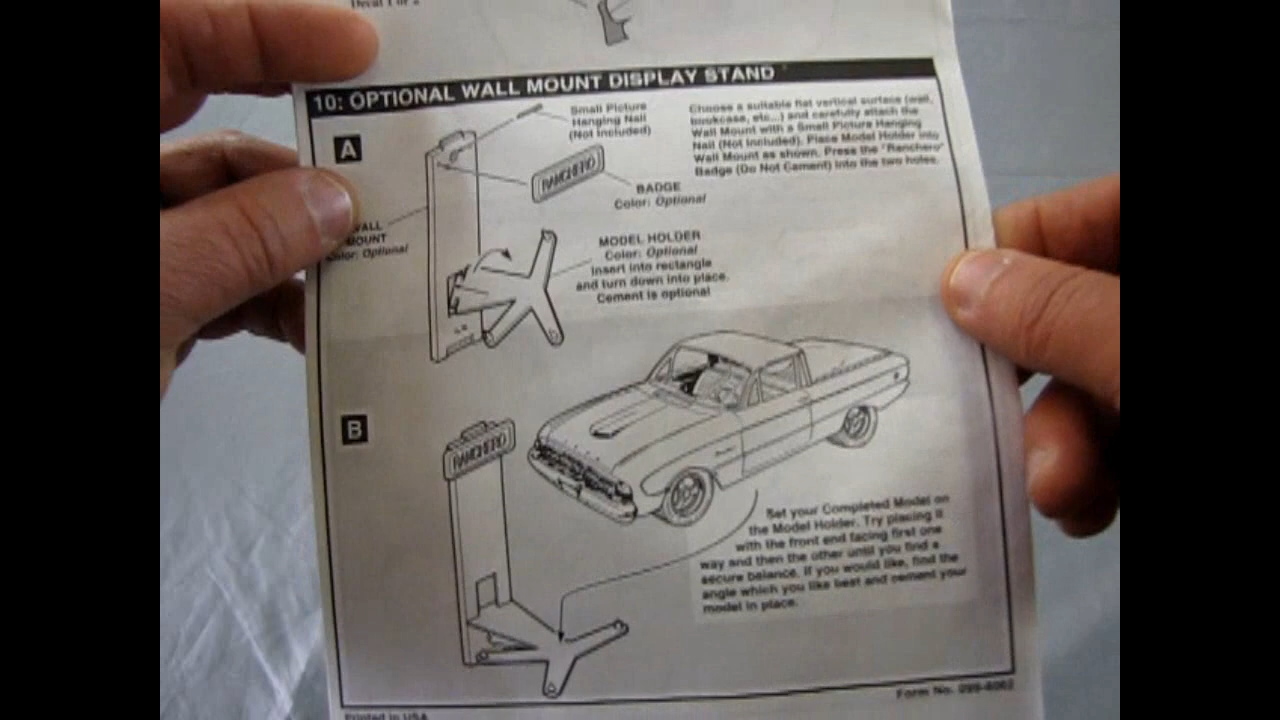 Decal 1 or 2
10: OPTIONAL WALL MOUNT DISPLAY STAND
A
Small Picture
Hanging Nail
(Not Included)
Choose a suitable flat vertical surface (wall,
bookcase, etc...) and carefully attach the
Wall Mount with a Small Picture Hanging
Nail (Not Included). Place Model Holder into
Wall Mount as shown. Press the "Ranchero"
Badge (Do Not Cement) into the two holes.
RANCHERO
BADGE
Color: Optional
WALL
MOUNT
Color: Optional
MODEL HOLDER
Color: Optional
Insert into rectangle
and turn down into place.
Cement is optional
B
RANCHERO
Set your Completed Model on
the Model Holder. Try placing it
with the front end facing first one
way and then the other until you find a
secure balance. If you would like, find the
angle which you like best and cement your
model in place.
Form No.
Printed in USA